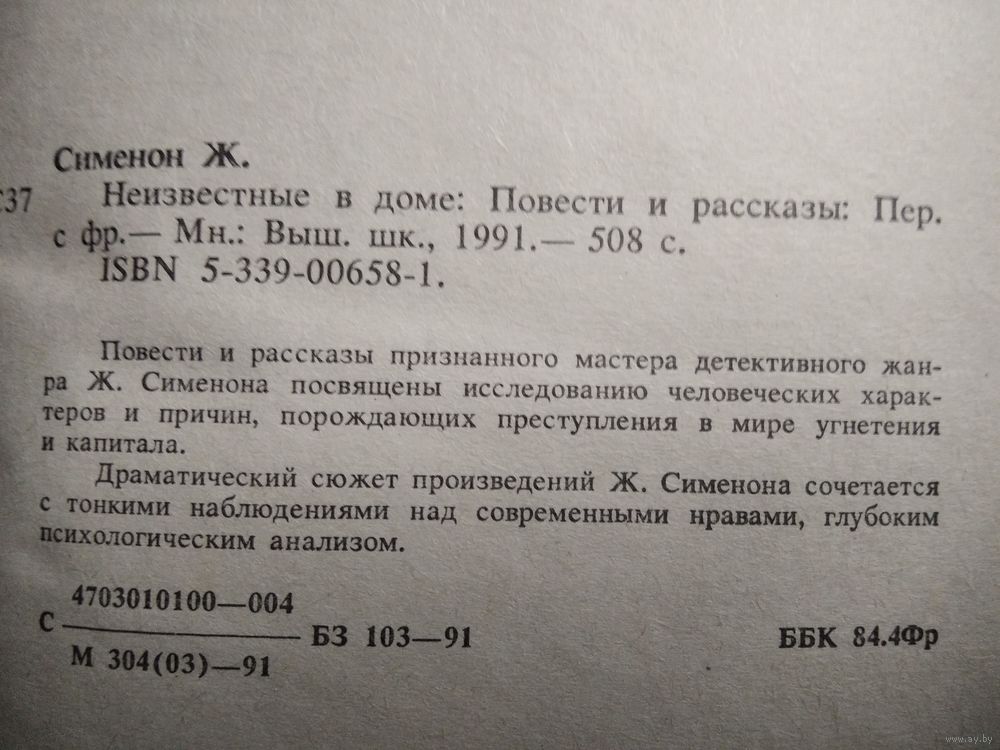 Сименон Ж.
С37 Неизвестные в доме: Повести и рассказы: Пер.
с фр.— Мн.: Выш. шк., 1991.— 508 с.
ISBN 5-339-00658-1.
Повести и рассказы признанного мастера детективного жан-
ра Ж. Сименона посвящены исследованию человеческих харак-
теров и причин, порождающих преступления в мире угнетения
и капитала.
Драматический сюжет произведений Ж. Сименона сочетается
с тонкими наблюдениями над современными нравами, глубоким
психологическим анализом.
4703010100—004
С БЗ 103—91 ББК 84.4Фр
М 304(03)—91
www.ay.by